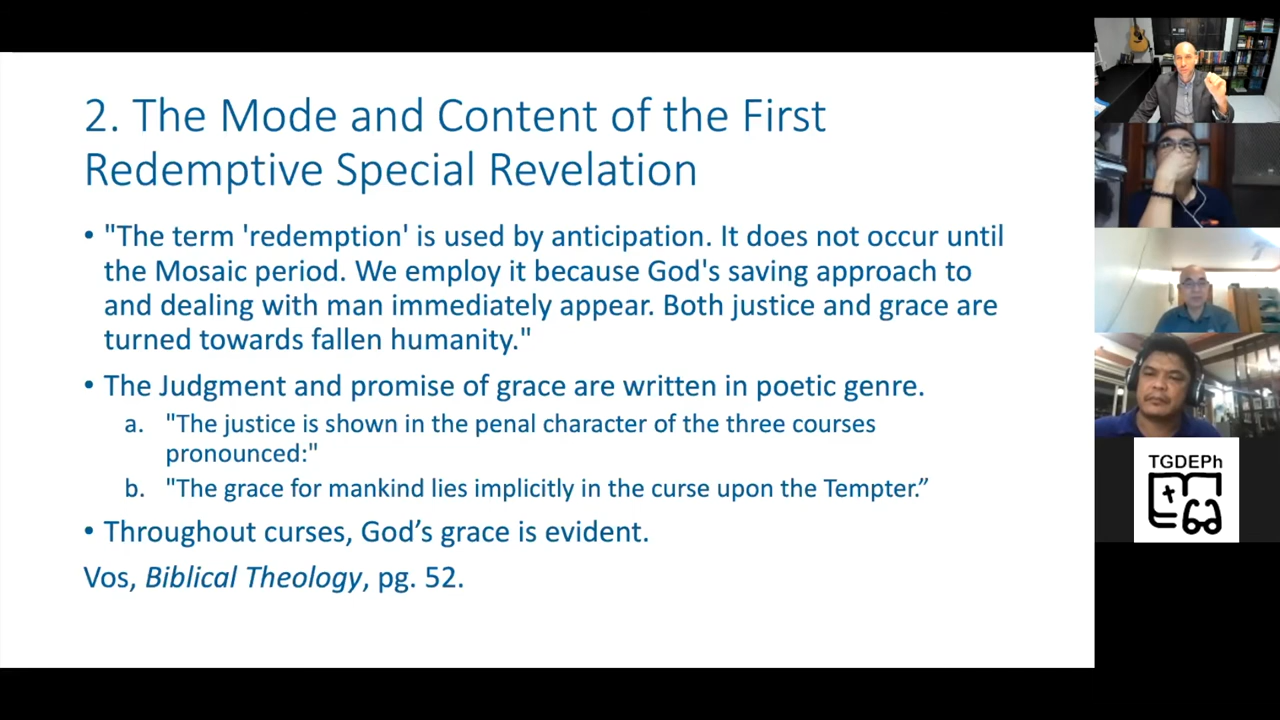 2. The Mode and Content of the First
Redemptive Special Revelation
• "The term 'redemption' is used by anticipation. It does not occur until
the Mosaic period. We employ it because God's saving approach to
and dealing with man immediately appear. Both justice and grace are
turned towards fallen humanity."
• The Judgment and promise of grace are written in poetic genre.
a. "The justice is shown in the penal character of the three courses
pronounced:"
b. "The grace for mankind lies implicitly in the curse upon the Tempter.”
• Throughout curses, God’s grace is evident.
Vos, Biblical Theology, pg. 52.
TGDEPh